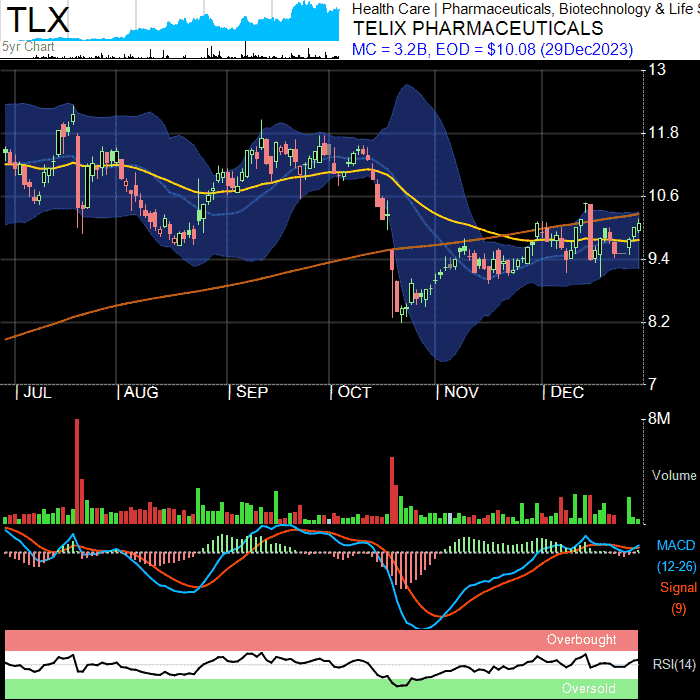 TLX
5yr Chart
Health Care | Pharmaceuticals, Biotechnology & Life S
TELIX PHARMACEUTICALS
MC = 3.2B, EOD = $10.08 (29Dec2023)
13
11.8
10.6
9.4
8.2
7
| JUL | AUG | SEP | OCT | NOV | DEC
8M
Volume
MACD
(12-26)
Signal
(9)
Overbought
RSI(14)
Oversold